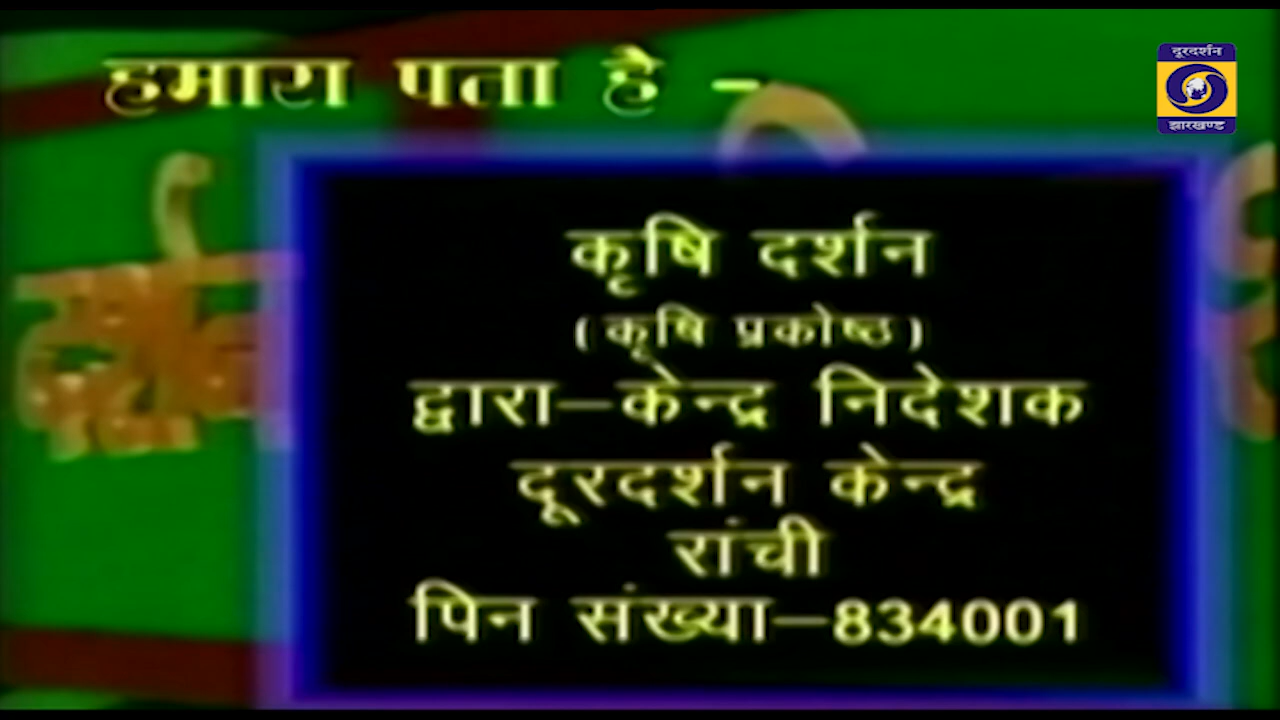 हमारा पता है -
दूरदर्शन
झारखण्ड
कृषि दर्शन
(कृषि प्रकोष्ठ)
द्वारा–केन्द्र निदेशक
दूरदर्शन केन्द्र
रांची
पिन संख्या–834001